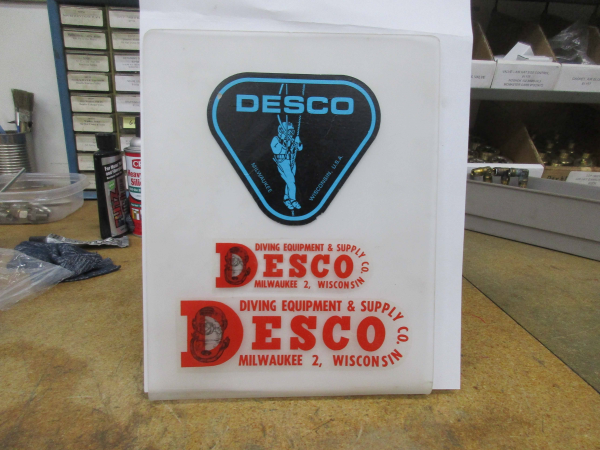 DESCO
MILWAUKEE WISCONSIN, U.S.A.
DIVING EQUIPMENT & SUPPLY CO.
DESCO
MILWAUKEE 2, WISCONSIN
DIVING EQUIPMENT & SUPPLY CO.
DESCO
MILWAUKEE 2, WISCONSIN